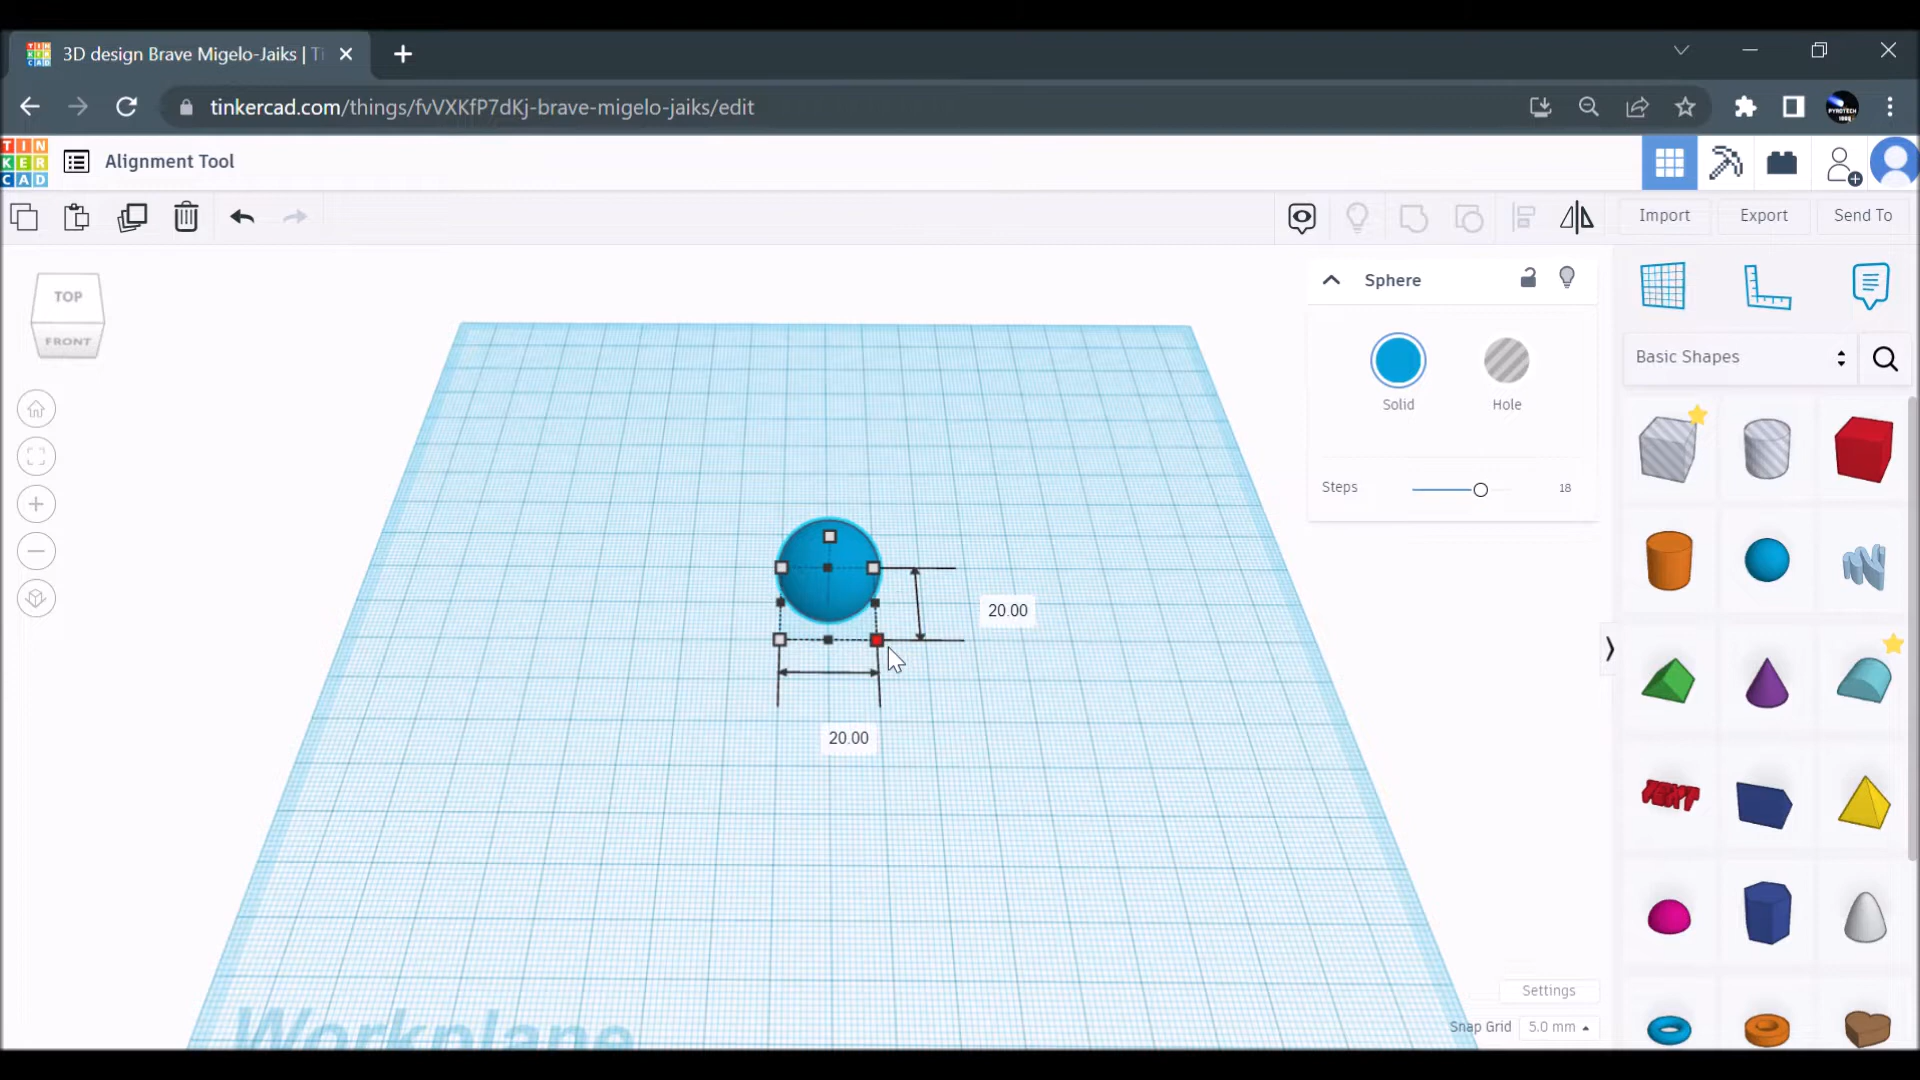 3D design Brave Migelo-Jaiks | Ti
tinkercad.com/things/fvVXKfP7dKj-brave-migelo-jaiks/edit
TIN
KER
CAD
Alignment Tool
Import
Export
Send To
TOP
FRONT
Sphere
Solid
Hole
Steps
18
Basic Shapes
20.00
20.00
TEXT
Workplane
Settings
Snap Grid
5.0 mm